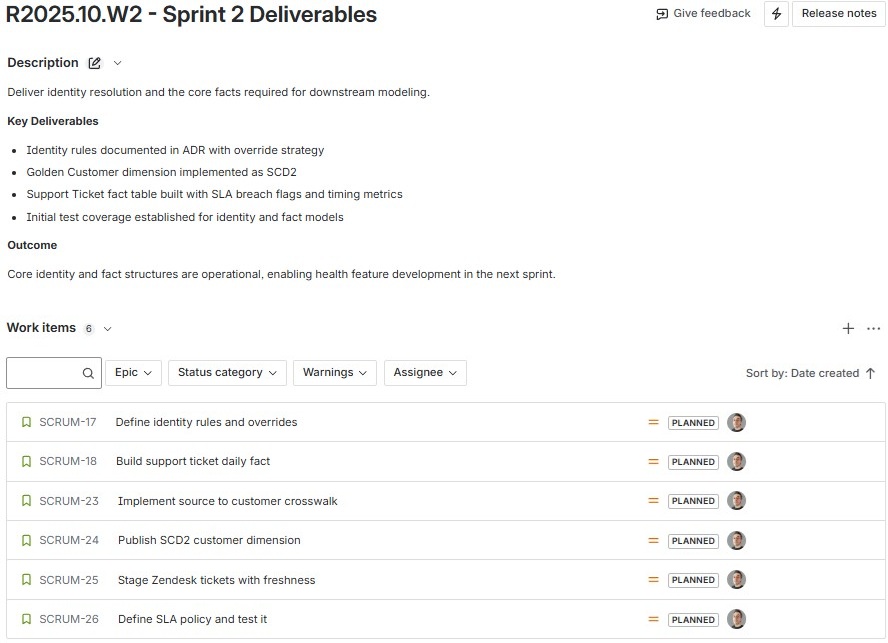 R2025.10.W2 - Sprint 2 Deliverables
Give feedback
Release notes
Description
Deliver identity resolution and the core facts required for downstream modeling.
Key Deliverables
• Identity rules documented in ADR with override strategy
• Golden Customer dimension implemented as SCD2
• Support Ticket fact table built with SLA breach flags and timing metrics
• Initial test coverage established for identity and fact models
Outcome
Core identity and fact structures are operational, enabling health feature development in the next sprint.
Work items 6
Epic
Status category
Warnings
Assignee
Sort by: Date created
SCRUM-17 Define identity rules and overrides PLANNED
SCRUM-18 Build support ticket daily fact PLANNED
SCRUM-23 Implement source to customer crosswalk PLANNED
SCRUM-24 Publish SCD2 customer dimension PLANNED
SCRUM-25 Stage Zendesk tickets with freshness PLANNED
SCRUM-26 Define SLA policy and test it PLANNED